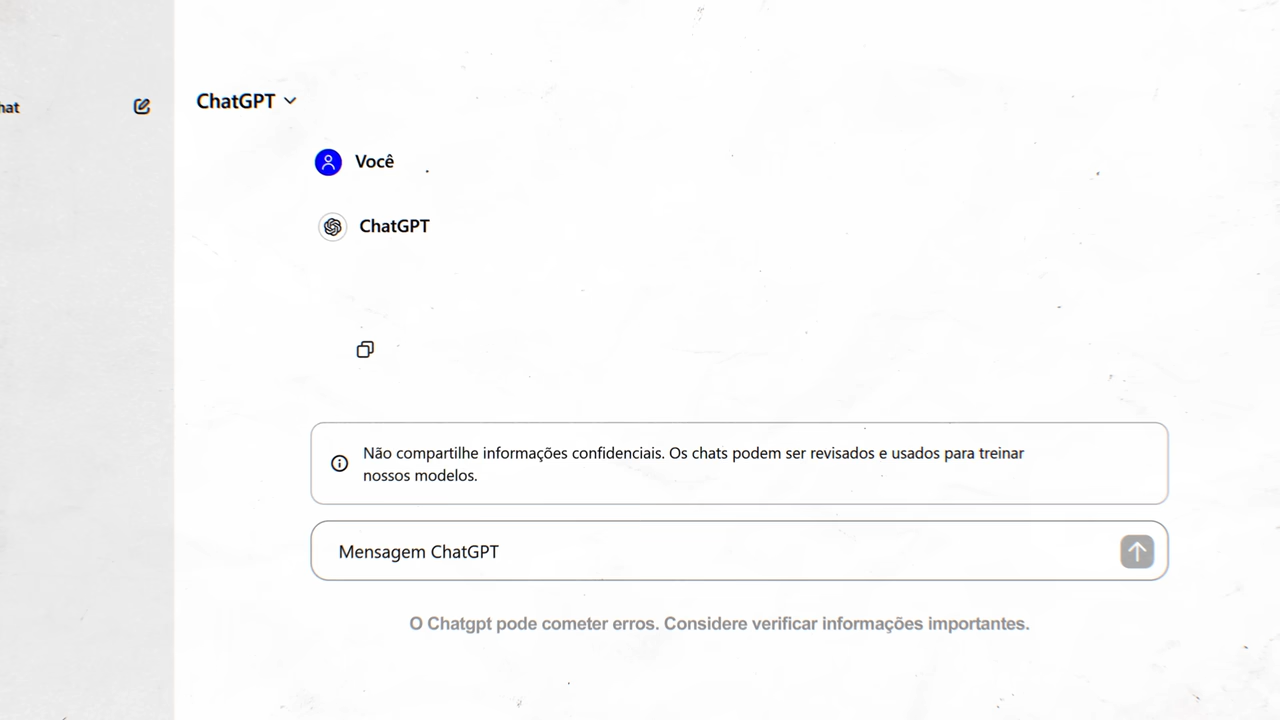 hat
ChatGPT
Você
ChatGPT
Não compartilhe informações confidenciais. Os chats podem ser revisados e usados para treinar
nossos modelos.
Mensagem ChatGPT
O Chatgpt pode cometer erros. Considere verificar informações importantes.